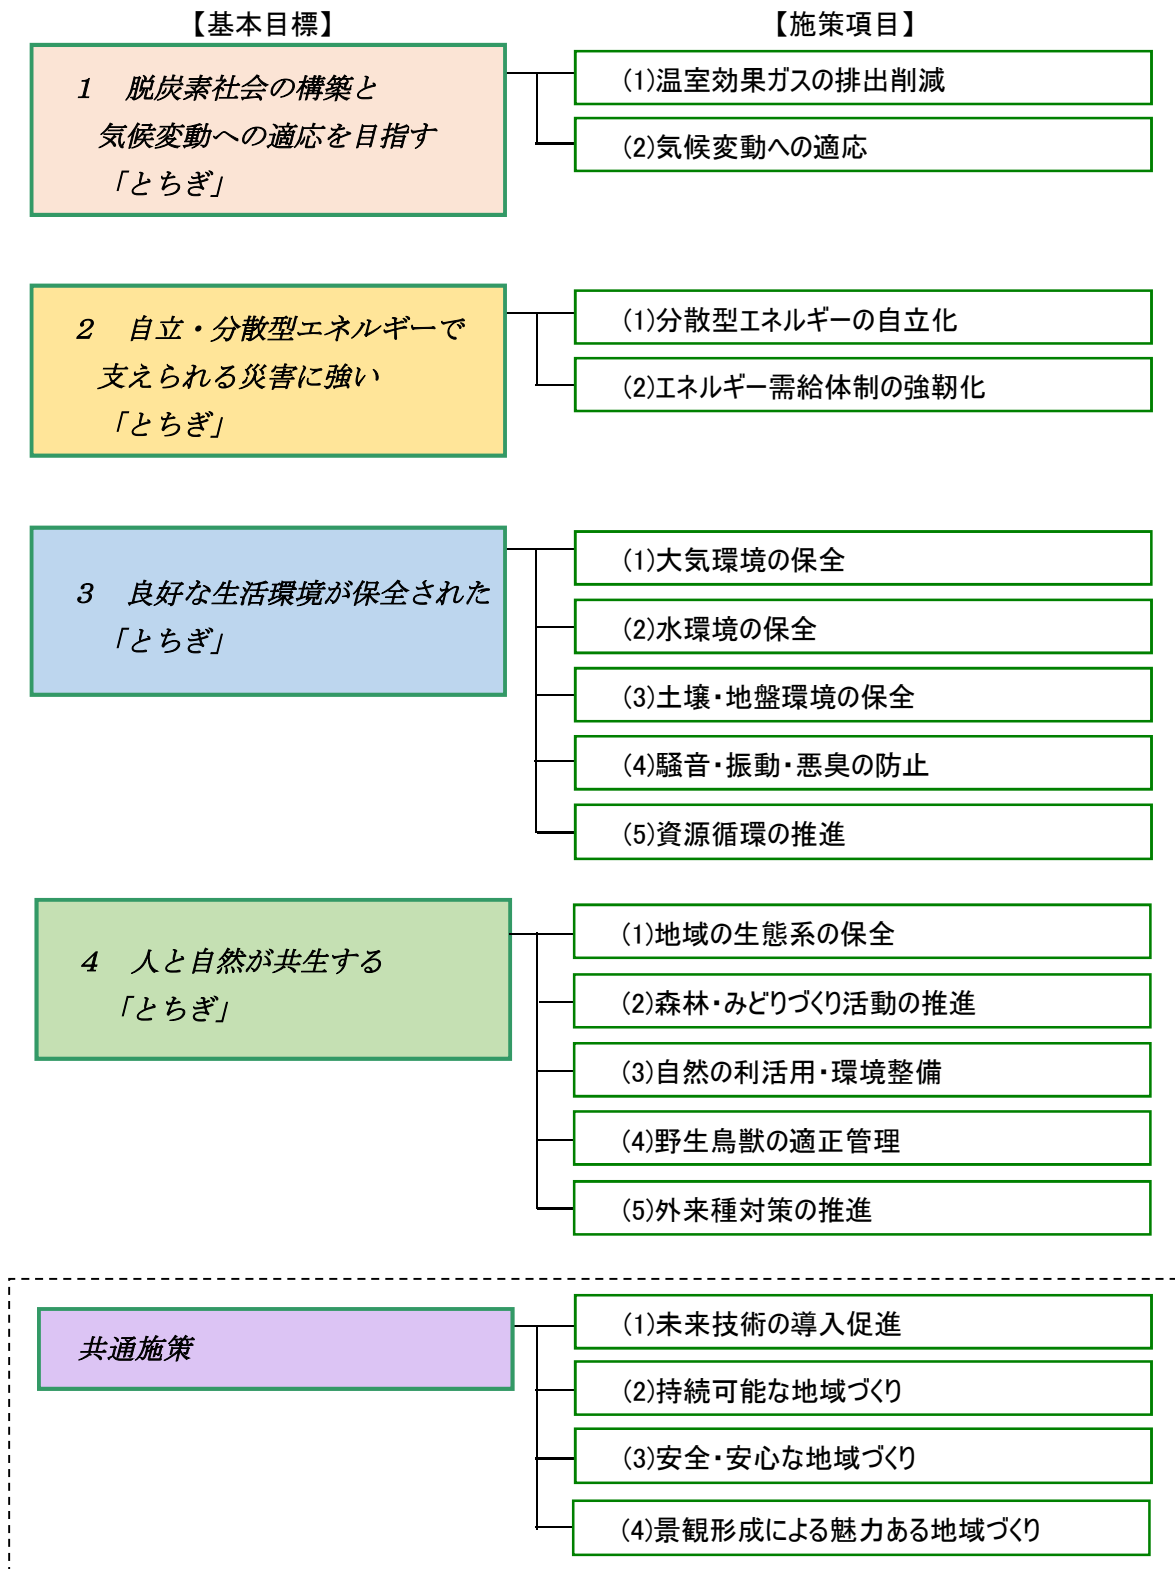 【基本目標】
【施策項目】
1 脱炭素社会の構築と
気候変動への適応を目指す
「とちぎ」
(1)温室効果ガスの排出削減
(2)気候変動への適応
2 自立・分散型エネルギーで
支えられる災害に強い
「とちぎ」
(1)分散型エネルギーの自立化
(2)エネルギー需給体制の強靭化
3 良好な生活環境が保全された
「とちぎ」
(1)大気環境の保全
(2)水環境の保全
(3)土壌・地盤環境の保全
(4)騒音・振動・悪臭の防止
(5)資源循環の推進
4 人と自然が共生する
「とちぎ」
(1)地域の生態系の保全
(2)森林・みどりづくり活動の推進
(3)自然の利活用・環境整備
(4)野生鳥獣の適正管理
(5)外来種対策の推進
共通施策
(1)未来技術の導入促進
(2)持続可能な地域づくり
(3)安全・安心な地域づくり
(4)景観形成による魅力ある地域づくり